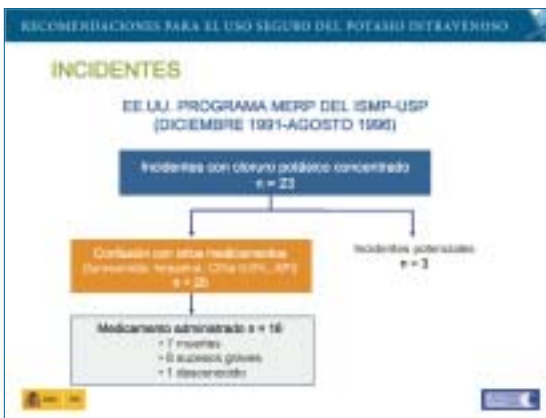 RECOMENDACIONES PARA EL USO SEGURO DEL POTASIO INTRAVENOSO
INCIDENTES
EE.UU. PROGRAMA MERP DEL ISMP-USP
(DICIEMBRE 1991-AGOSTO 1996)
Incidentes con cloruro potásico concentrado
n = 23
Confusión con otros medicamentos
n = 20
Incidentes potenciales
n = 3
Medicamento administrado n = 16
• 7 muertes
sucesos graves
• 1 desconocido